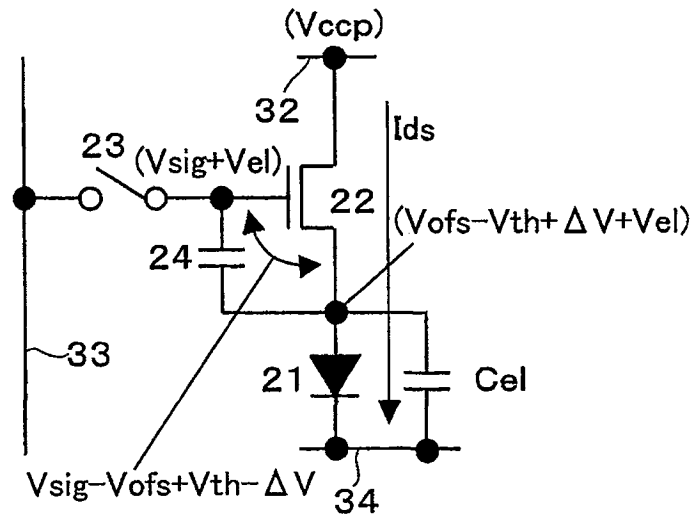 (Vccp)
32
Ids
23
(Vsig+Vel)
22
(Vofs-Vth+ΔV+Vel)
24
33
21
Cel
Vsig-Vofs+Vth-ΔV
34